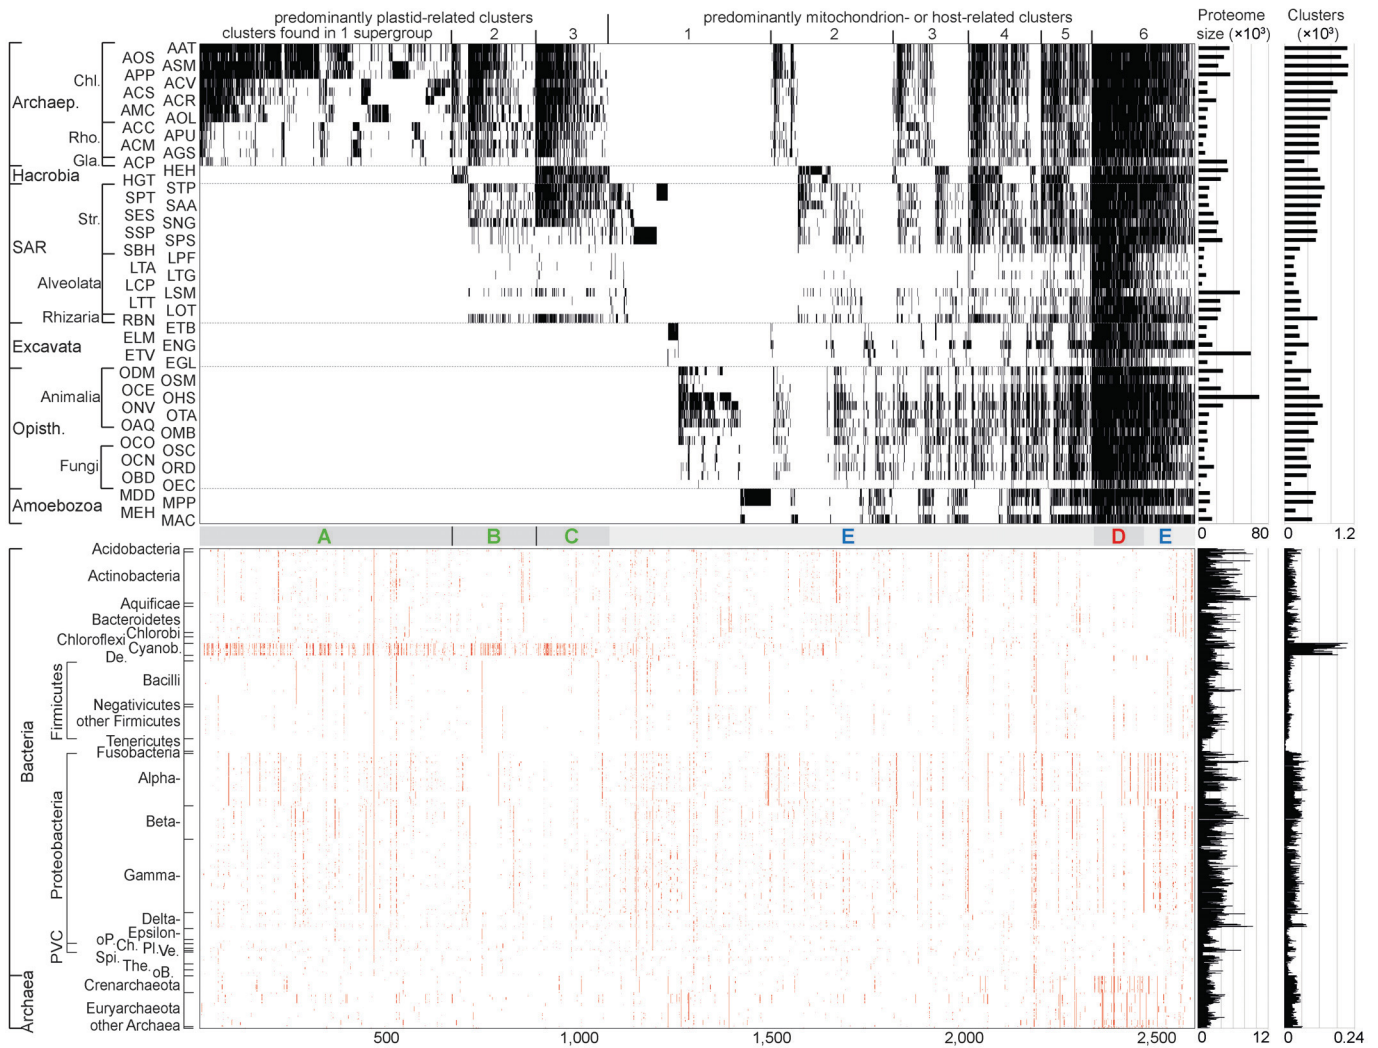 predominantly plastid-related clusters
predominantly mitochondrion- or host-related clusters
Proteome
size (×10³)
Clusters
(×10³)
clusters found in 1 supergroup
2
3
1
2
3
4
5
6
AAT
AOS
ASM
Chl.
APP
ACV
ACS
ACR
Archaep.
AMC
AOL
ACC
APU
Rho.
ACM
AGS
Gla.
ACP
HEH
Hacrobia
HGT
STP
SPT
SAA
Str.
SES
SNG
SSP
SPS
SAR
SBH
LPF
LTA
LTG
Alveolata
LCP
LSM
LTT
LOT
Rhizaria
RBN
ETB
ELM
ENG
Excavata
ETV
EGL
ODM
OSM
Animalia
OCE
OHS
ONV
OTA
Opisth.
OAQ
OMB
OCO
OSC
Fungi
OCN
ORD
OBD
OEC
MDD
MPP
Amoebozoa
MEH
MAC
A
B
C
E
D
E
0
80
0
1.2
Bacteria
Acidobacteria
Actinobacteria
Aquificae
Bacteroidetes
Chlorobi
Chloroflexi
Cyanob.
De.
Firmicutes
Bacilli
Negativicutes
other Firmicutes
Tenericutes
Fusobacteria
Proteobacteria
Alpha-
Beta-
Gamma-
Delta-
Epsilon-
PVC
oP.
Ch.
Pl.
Ve.
Spi.
The.
oB.
Archaea
Crenarchaeota
Euryarchaeota
other Archaea
500
1,000
1,500
2,000
2,500
0
12
0
0.24